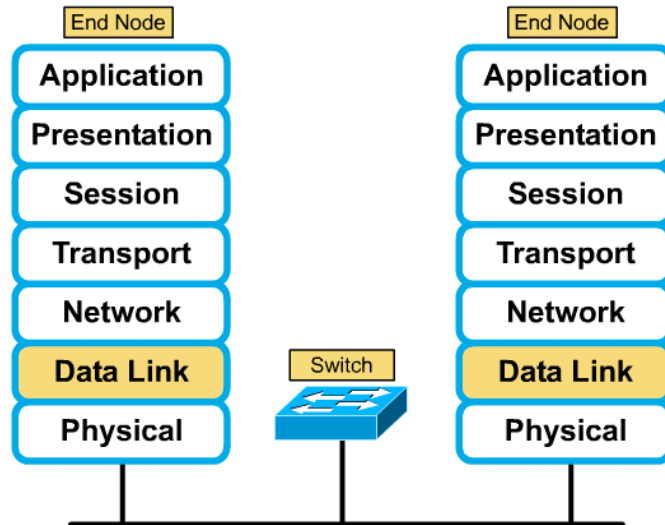 End Node
Application
Presentation
Session
Transport
Network
Data Link
Physical
Switch
End Node
Application
Presentation
Session
Transport
Network
Data Link
Physical